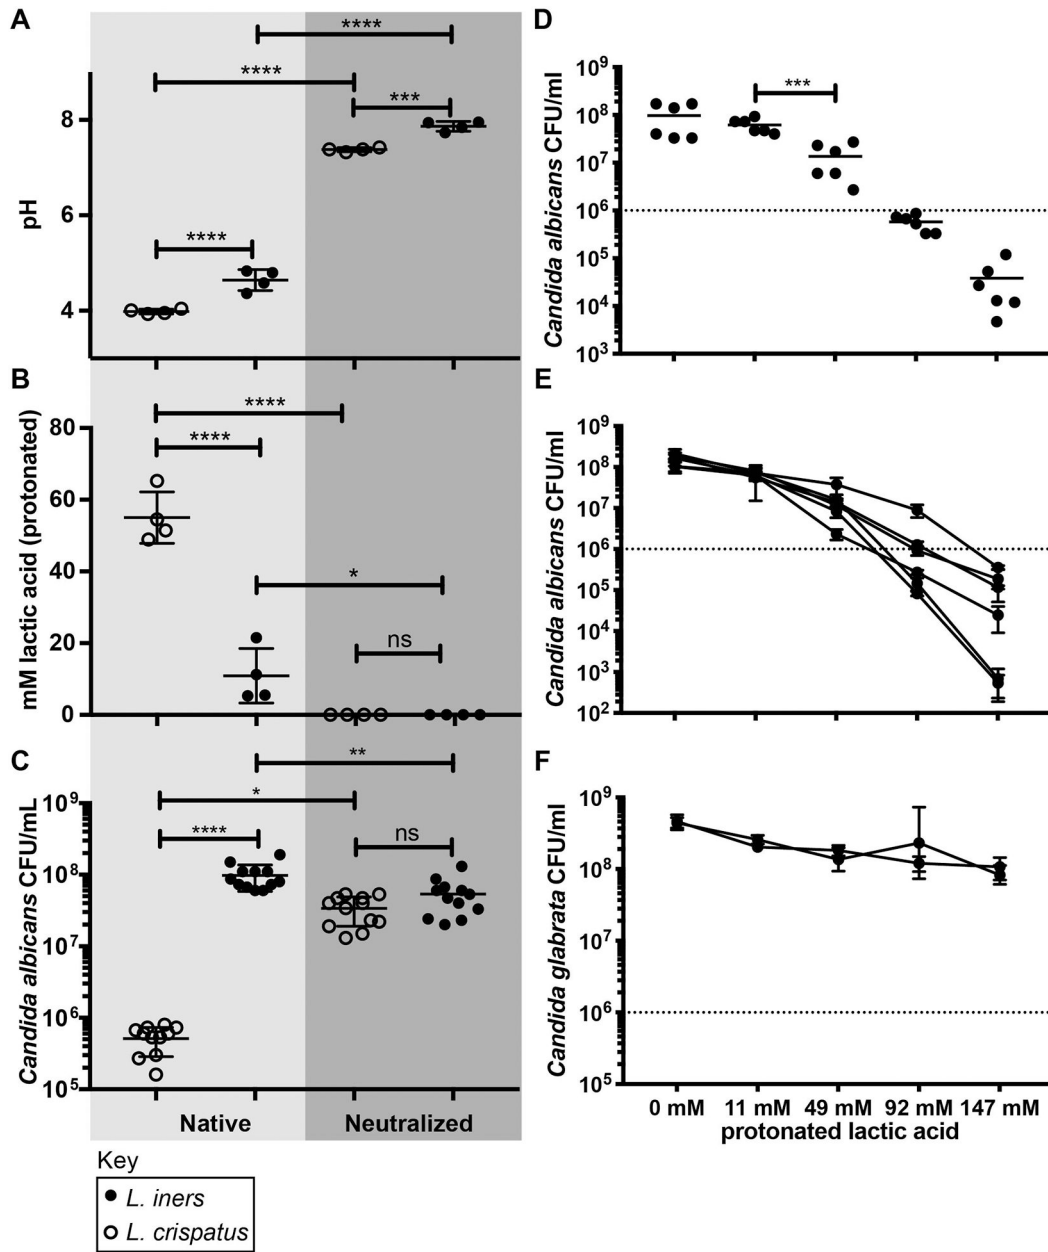 A
****
****
***
****
8
6
4
pH
B
****
****
*
ns
80
60
40
20
0
mM lactic acid (protonated)
C
**
*
****
ns
10⁹
10⁸
10⁷
10⁶
10⁵
Candida albicans CFU/mL
Native Neutralized
Key
L. iners
L. crispatus
D
***
10⁹
10⁸
10⁷
10⁶
10⁵
10⁴
10³
Candida albicans CFU/ml
E
10⁹
10⁸
10⁷
10⁶
10⁵
10⁴
10³
10²
Candida albicans CFU/ml
F
10⁹
10⁸
10⁷
10⁶
10⁵
Candida glabrata CFU/ml
0 mM 11 mM 49 mM 92 mM 147 mM
protonated lactic acid